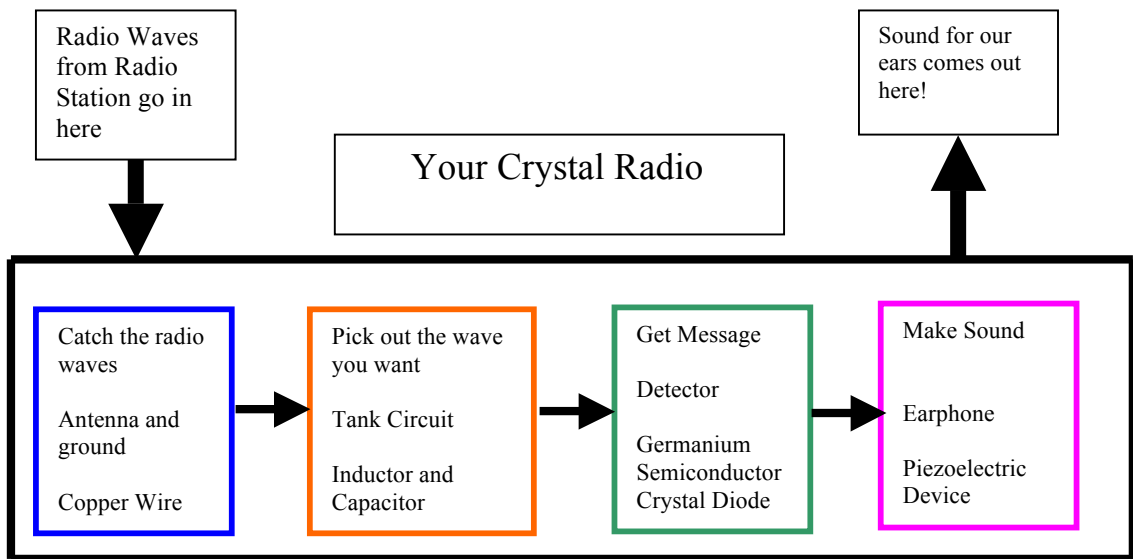 Radio Waves
from Radio
Station go in
here
Sound for our
ears comes out
here!
Your Crystal Radio
Catch the radio
waves
Antenna and
ground
Copper Wire
Pick out the wave
you want
Tank Circuit
Inductor and
Capacitor
Get Message
Detector
Germanium
Semiconductor
Crystal Diode
Make Sound
Earphone
Piezoelectric
Device